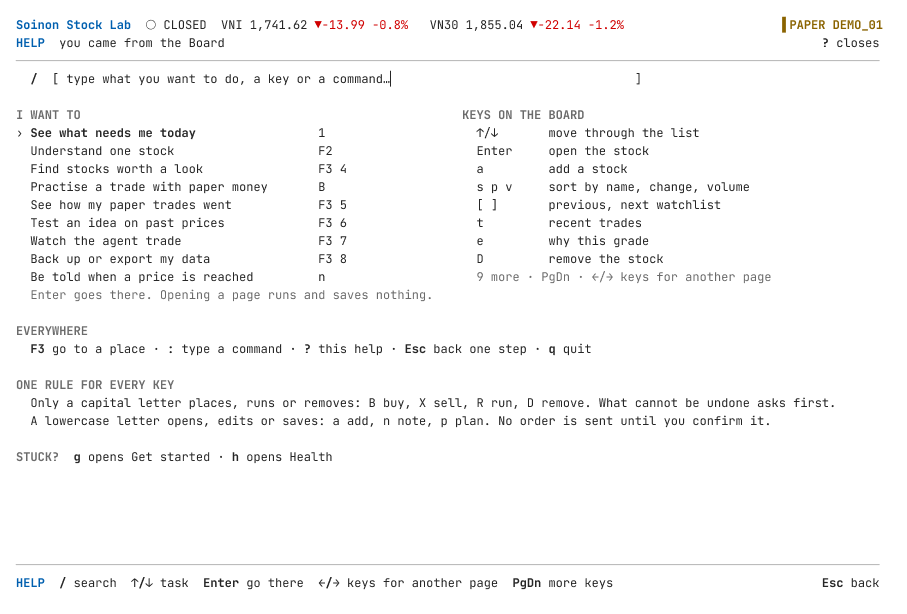 Soinon Stock Lab ○ CLOSED VNI 1,741.62 ▼-13.99 -0.8% VN30 1,855.04 ▼-22.14 -1.2% PAPER DEMO_01
HELP you came from the Board ? closes
/ [ type what you want to do, a key or a command… ]
I WANT TO KEYS ON THE BOARD
› See what needs me today 1 ↑/↓ move through the list
Understand one stock F2 Enter open the stock
Find stocks worth a look F3 4 a add a stock
Practise a trade with paper money B s p v sort by name, change, volume
See how my paper trades went F3 5 [ ] previous, next watchlist
Test an idea on past prices F3 6 t recent trades
Watch the agent trade F3 7 e why this grade
Back up or export my data F3 8 D remove the stock
Be told when a price is reached n 9 more · PgDn · ←/→ keys for another page
Enter goes there. Opening a page runs and saves nothing.
EVERYWHERE
F3 go to a place · : type a command · ? this help · Esc back one step · q quit
ONE RULE FOR EVERY KEY
Only a capital letter places, runs or removes: B buy, X sell, R run, D remove. What cannot be undone asks first.
A lowercase letter opens, edits or saves: a add, n note, p plan. No order is sent until you confirm it.
STUCK? g opens Get started · h opens Health
HELP / search ↑/↓ task Enter go there ←/→ keys for another page PgDn more keys Esc back